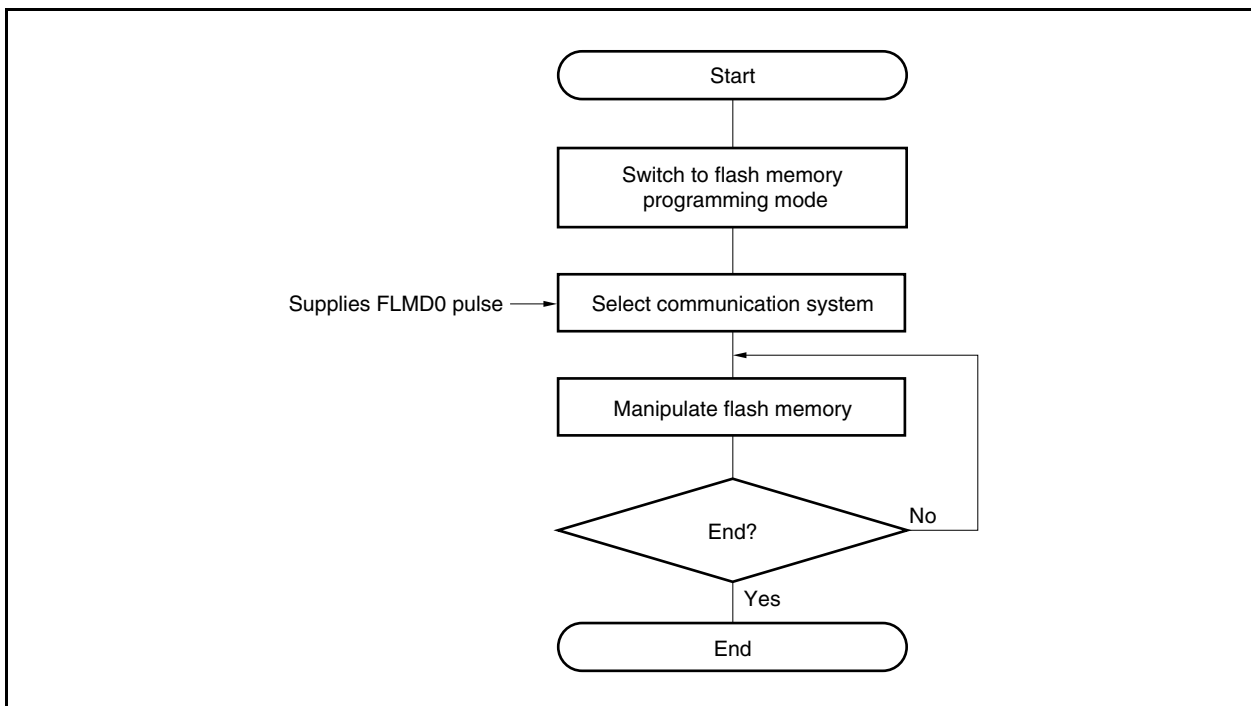 Start
Switch to flash memory
programming mode
Supplies FLMD0 pulse
Select communication system
Manipulate flash memory
End?
No
Yes
End